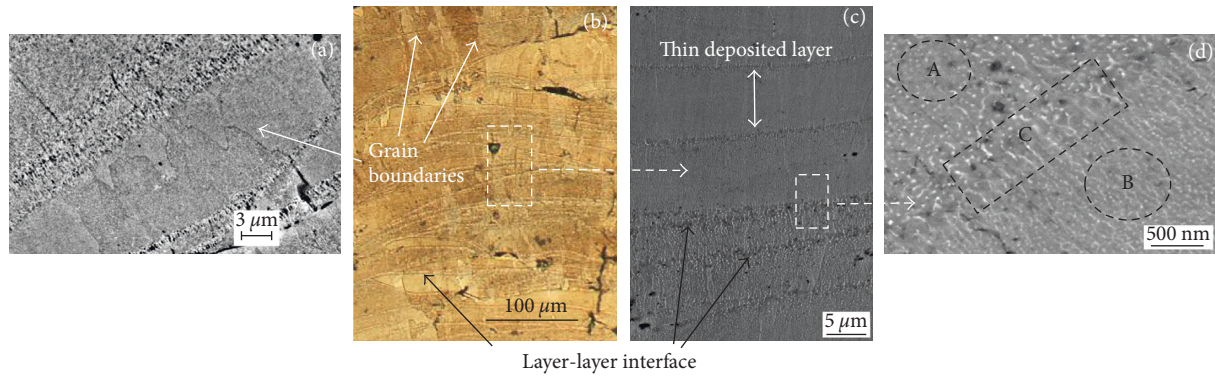 (a)
3 μm
(b)
Grain
boundaries
100 μm
(c)
Thin deposited layer
5 μm
(d)
A
C
B
500 nm
Layer-layer interface